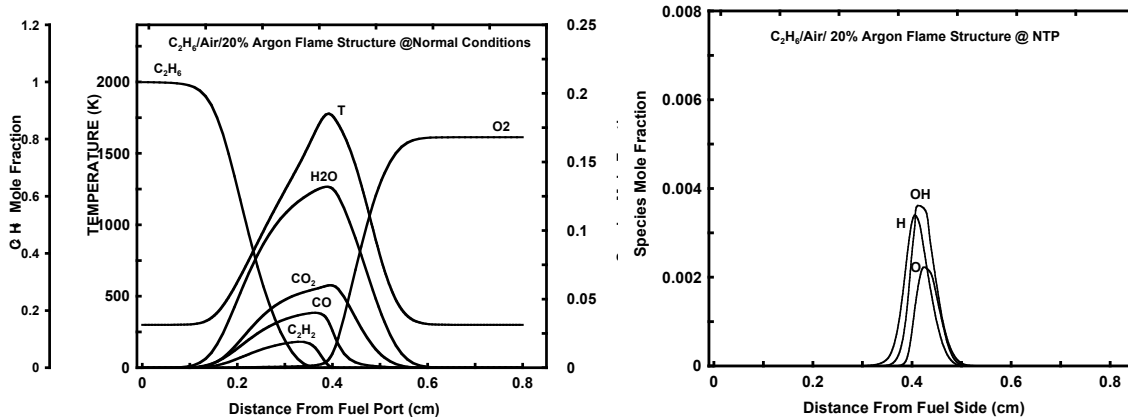 1.2
1
0.8
0.6
0.4
0.2
0
Mole Fraction
C₂H₆/Air/20% Argon Flame Structure @Normal Conditions
C₂H₆
T
O2
H2O
CO₂
CO
C₂H₂
2000
1500
1000
500
0
TEMPERATURE (K)
0.25
0.2
0.15
0.1
0.05
0
0 0.2 0.4 0.6 0.8
Distance From Fuel Port (cm)
C₂H₆/Air/ 20% Argon Flame Structure @ NTP
0.008
0.006
0.004
0.002
0
Species Mole Fraction
OH
H
O
0 0.2 0.4 0.6 0.8
Distance From Fuel Side (cm)